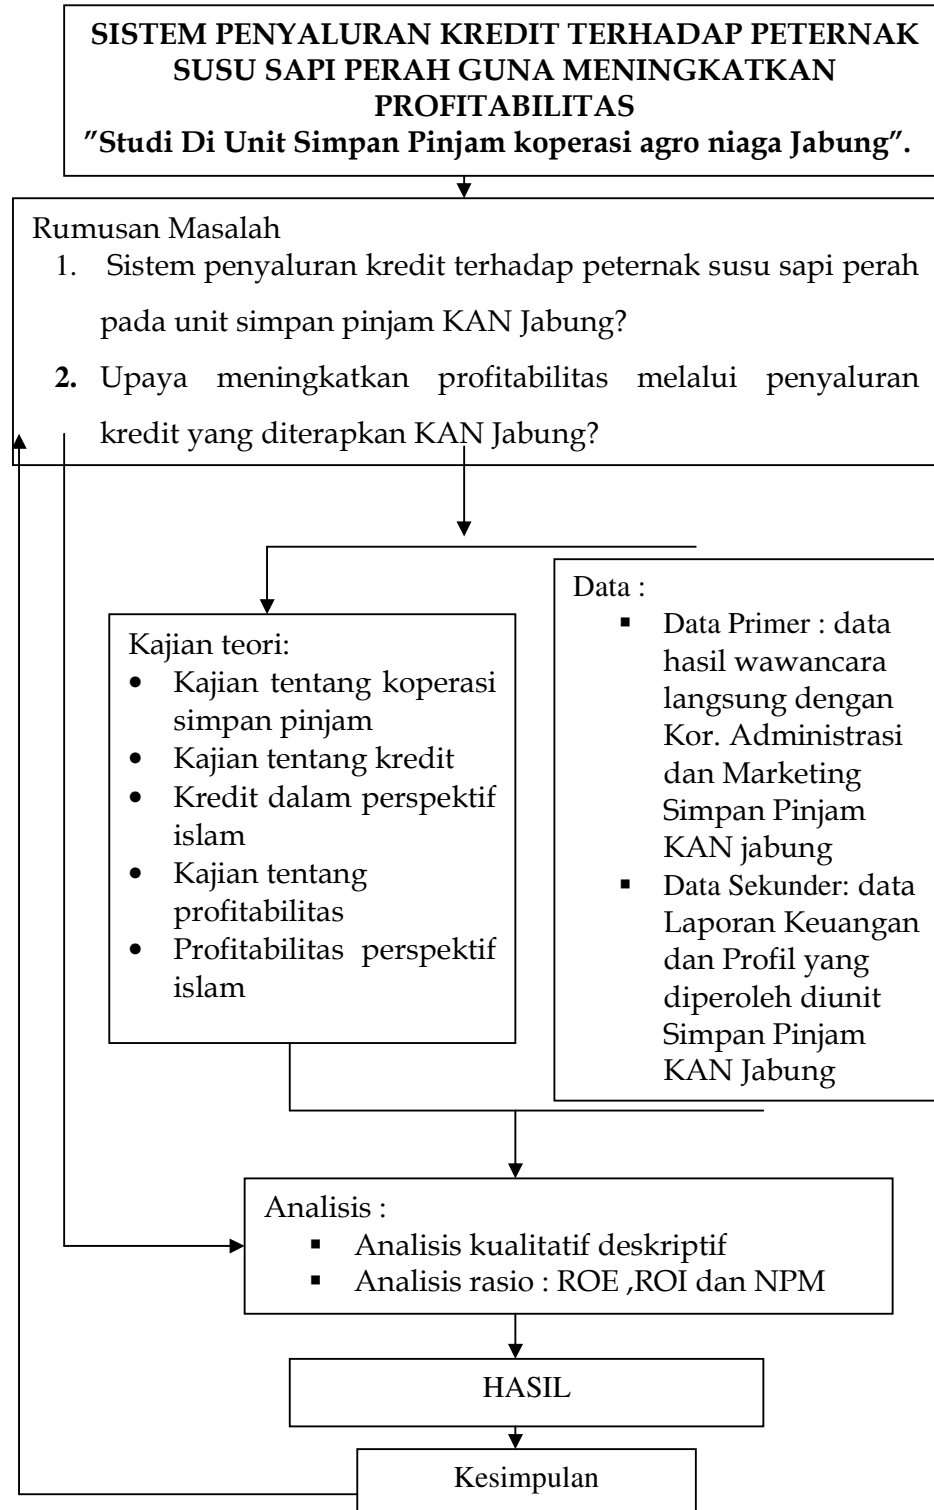 SISTEM PENYALURAN KREDIT TERHADAP PETERNAK
SUSU SAPI PERAH GUNA MENINGKATKAN
PROFITABILITAS
”Studi Di Unit Simpan Pinjam koperasi agro niaga Jabung”.
Rumusan Masalah
1. Sistem penyaluran kredit terhadap peternak susu sapi perah
pada unit simpan pinjam KAN Jabung?
2. Upaya meningkatkan profitabilitas melalui penyaluran
kredit yang diterapkan KAN Jabung?
Kajian teori:
• Kajian tentang koperasi
simpan pinjam
• Kajian tentang kredit
• Kredit dalam perspektif
islam
• Kajian tentang
profitabilitas
• Profitabilitas perspektif
islam
Data :
▪ Data Primer : data
hasil wawancara
langsung dengan
Kor. Administrasi
dan Marketing
Simpan Pinjam
KAN jabung
▪ Data Sekunder: data
Laporan Keuangan
dan Profil yang
diperoleh diunit
Simpan Pinjam
KAN Jabung
Analisis :
▪ Analisis kualitatif deskriptif
▪ Analisis rasio : ROE ,ROI dan NPM
HASIL
Kesimpulan